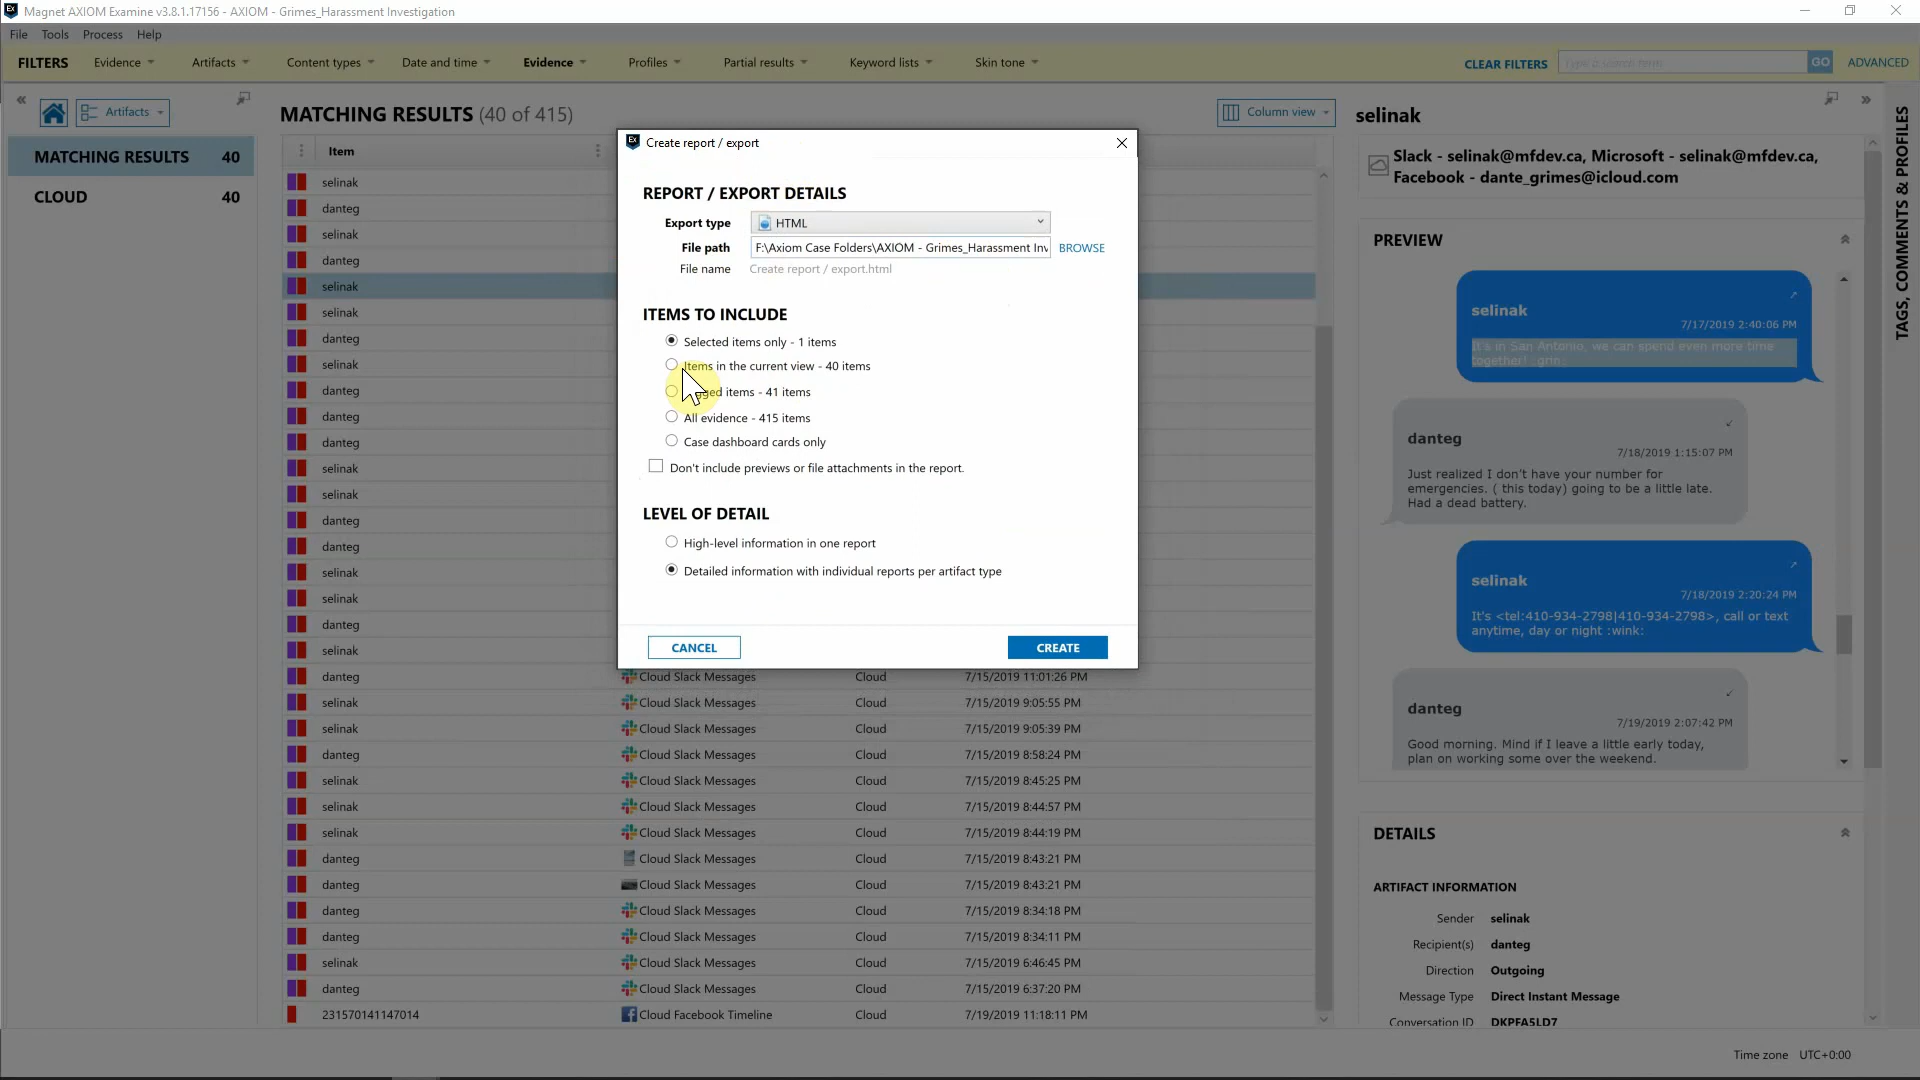 Magnet AXIOM Examine v3.8.1.17156 - AXIOM - Grimes_Harassment Investigation
File Tools Process Help
FILTERS Evidence Artifacts Content types Date and time Evidence Profiles Partial results Keyword lists Skin tone CLEAR FILTERS Type a search term GO ADVANCED
Artifacts
MATCHING RESULTS 40
CLOUD 40
MATCHING RESULTS (40 of 415)
Column view
Item
selinak
danteg
selinak
danteg
selinak
selinak
danteg
selinak
danteg
danteg
danteg
selinak
selinak
danteg
danteg
selinak
selinak
danteg
selinak
danteg Cloud Slack Messages Cloud 7/15/2019 11:01:26 PM
selinak Cloud Slack Messages Cloud 7/15/2019 9:05:55 PM
selinak Cloud Slack Messages Cloud 7/15/2019 9:05:39 PM
danteg Cloud Slack Messages Cloud 7/15/2019 8:58:24 PM
selinak Cloud Slack Messages Cloud 7/15/2019 8:45:25 PM
selinak Cloud Slack Messages Cloud 7/15/2019 8:44:57 PM
selinak Cloud Slack Messages Cloud 7/15/2019 8:44:19 PM
danteg Cloud Slack Messages Cloud 7/15/2019 8:43:21 PM
danteg Cloud Slack Messages Cloud 7/15/2019 8:43:21 PM
danteg Cloud Slack Messages Cloud 7/15/2019 8:34:18 PM
danteg Cloud Slack Messages Cloud 7/15/2019 8:34:11 PM
selinak Cloud Slack Messages Cloud 7/15/2019 6:46:45 PM
danteg Cloud Slack Messages Cloud 7/15/2019 6:37:20 PM
231570141147014 Cloud Facebook Timeline Cloud 7/19/2019 11:18:11 PM
Create report / export
REPORT / EXPORT DETAILS
Export type HTML
File path F:\Axiom Case Folders\AXIOM - Grimes_Harassment Inv BROWSE
File name Create report / export.html
ITEMS TO INCLUDE
Selected items only - 1 items
Items in the current view - 40 items
items - 41 items
All evidence - 415 items
Case dashboard cards only
Don't include previews or file attachments in the report.
LEVEL OF DETAIL
High-level information in one report
Detailed information with individual reports per artifact type
CANCEL CREATE
selinak
Slack - selinak@mfdev.ca, Microsoft - selinak@mfdev.ca,
Facebook - dante_grimes@icloud.com
PREVIEW
selinak
7/17/2019 2:40:06 PM
It's in San Antonio, we can spend even more time
together! :grin:
danteg
7/18/2019 1:15:07 PM
Just realized I don't have your number for
emergencies. ( this today) going to be a little late.
Had a dead battery.
selinak
7/18/2019 2:20:24 PM
It's <tel:410-934-2798|410-934-2798>, call or text
anytime, day or night :wink:
danteg
7/19/2019 2:07:42 PM
Good morning. Mind if I leave a little early today,
plan on working some over the weekend.
DETAILS
ARTIFACT INFORMATION
Sender selinak
Recipient(s) danteg
Direction Outgoing
Message Type Direct Instant Message
Conversation ID DKPFA5LD7
TAGS, COMMENTS & PROFILES
Time zone UTC+0:00